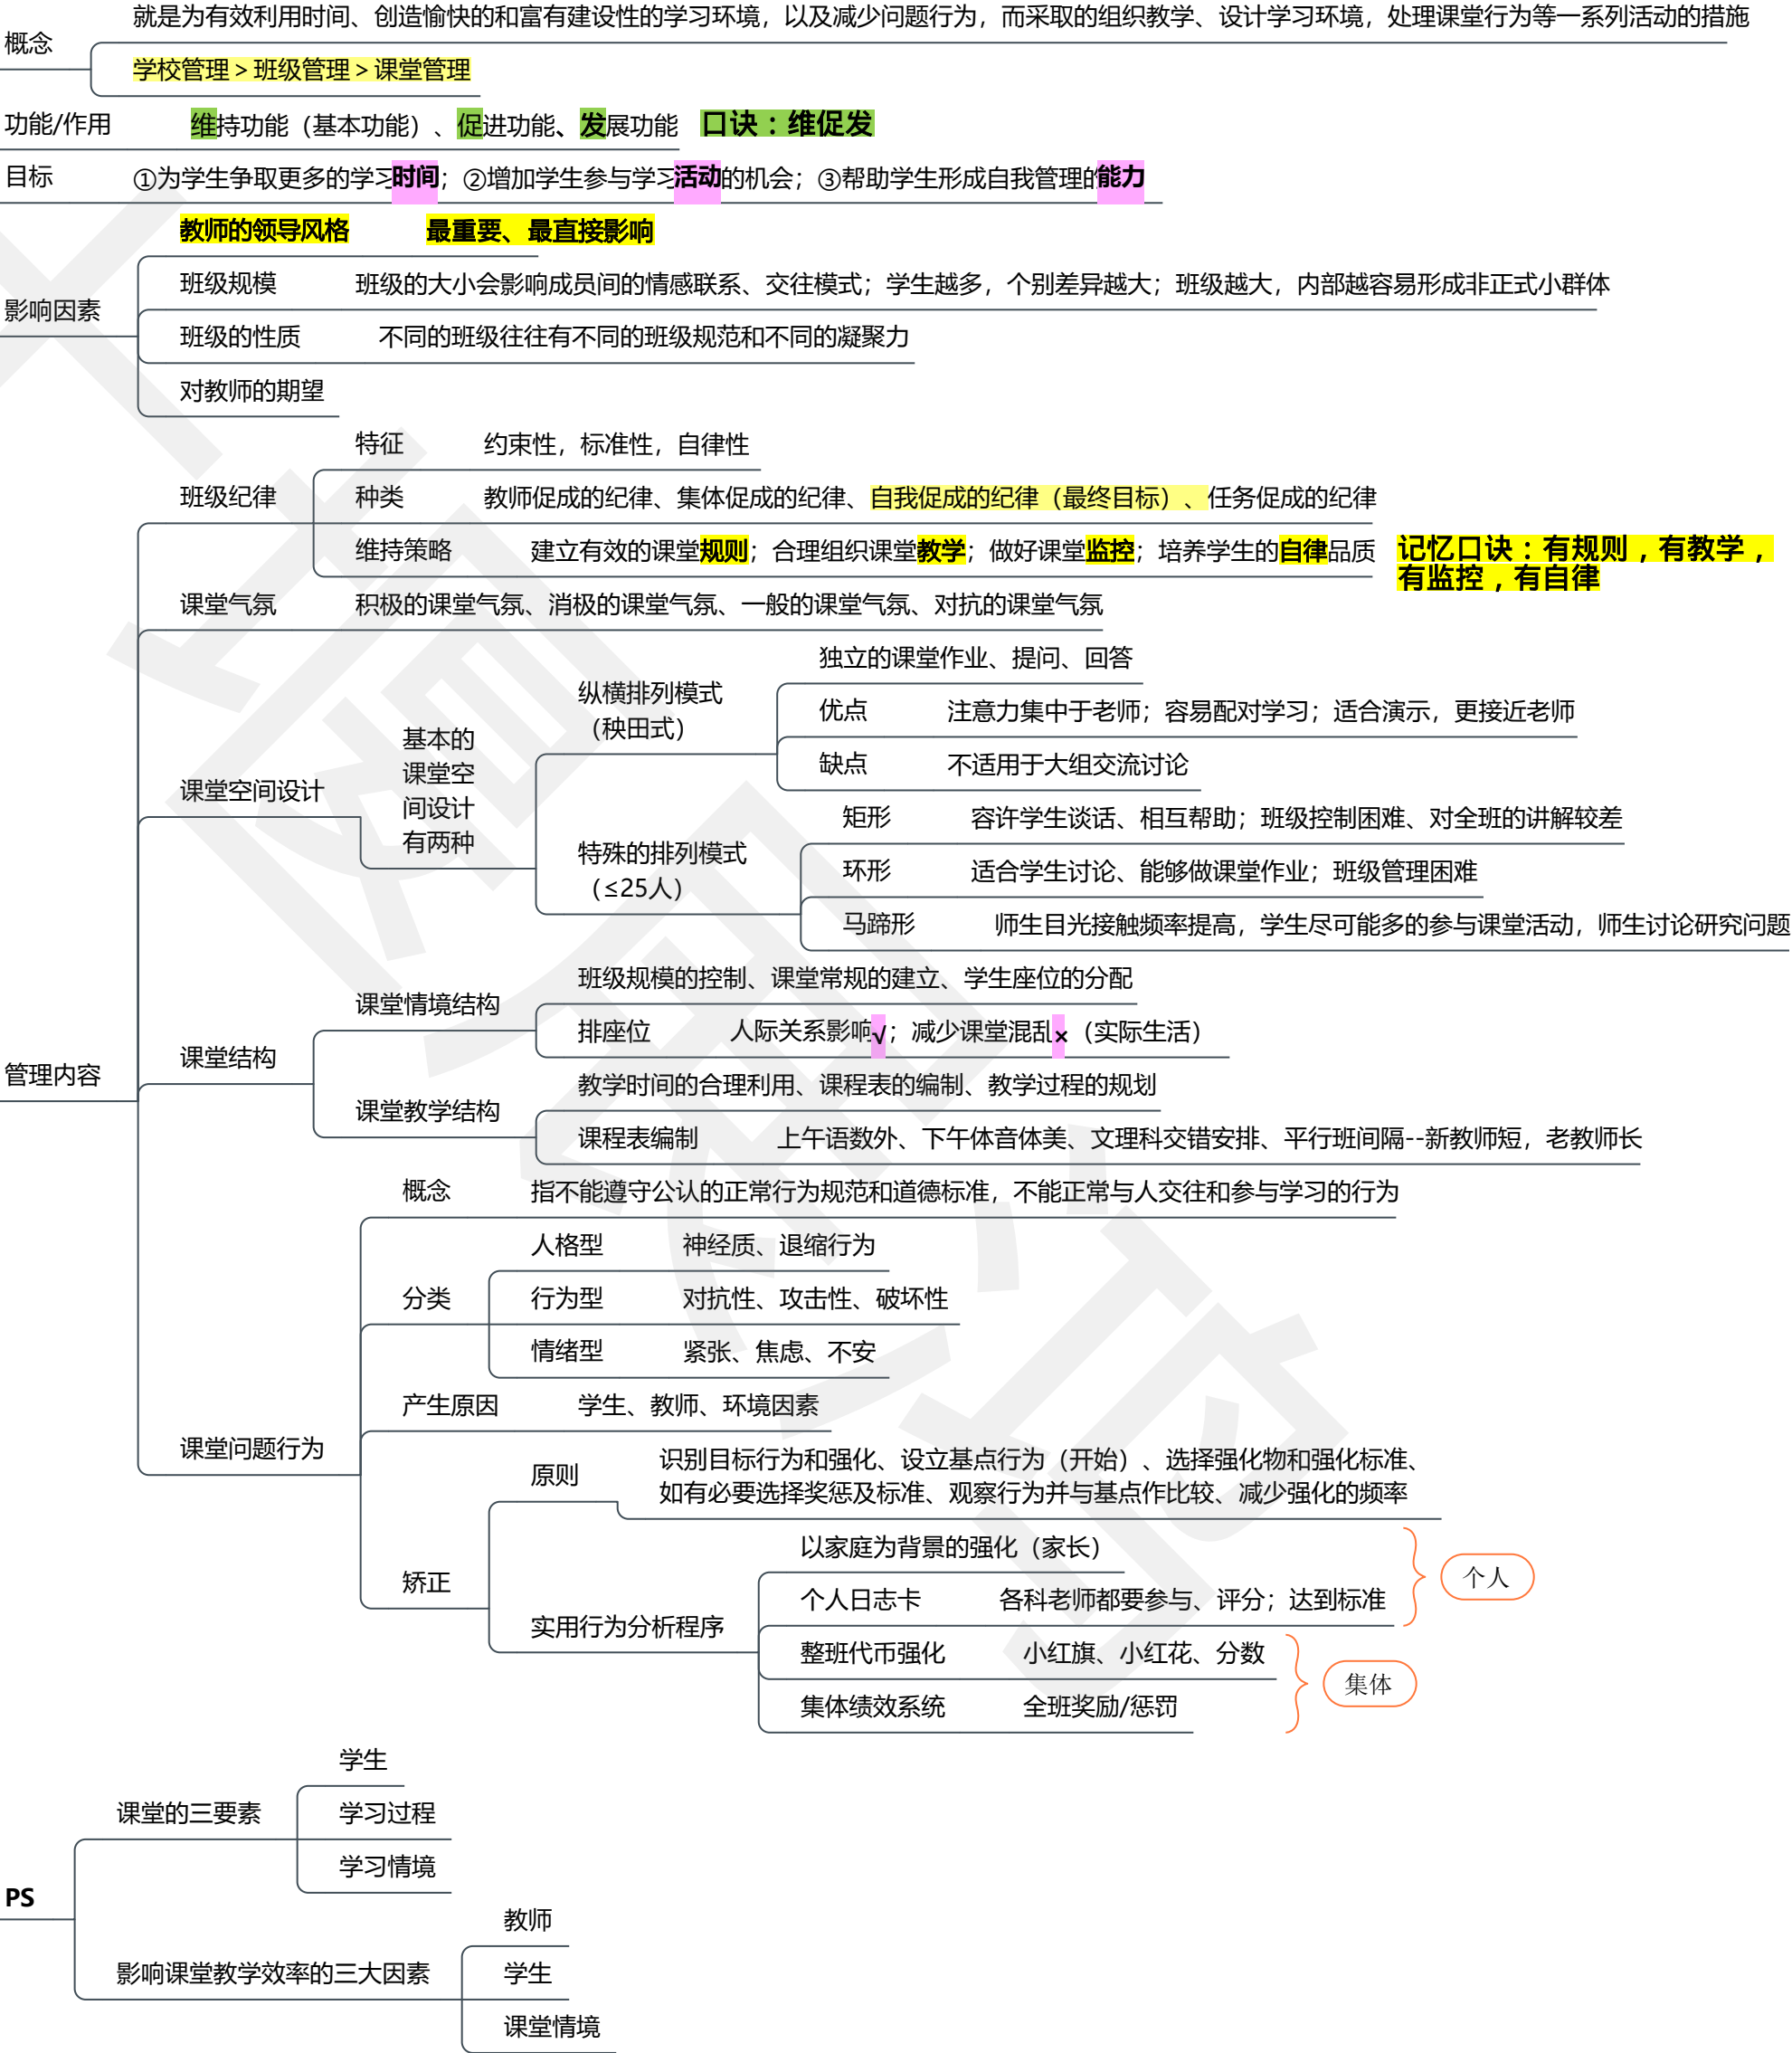 就是为有效利用时间、创造愉快的和富有建设性的学习环境，以及减少问题行为，而采取的组织教学、设计学习环境，处理课堂行为等一系列活动的措施
概念
学校管理＞班级管理＞课堂管理
功能/作用 维持功能（基本功能）、促进功能、发展功能 口诀：维促发
目标 ①为学生争取更多的学习时间；②增加学生参与学习活动的机会；③帮助学生形成自我管理的能力
教师的领导风格 最重要、最直接影响
班级规模 班级的大小会影响成员间的情感联系、交往模式；学生越多，个别差异越大；班级越大，内部越容易形成非正式小群体
影响因素
班级的性质 不同的班级往往有不同的班级规范和不同的凝聚力
对教师的期望
特征 约束性，标准性，自律性
班级纪律
种类 教师促成的纪律、集体促成的纪律、自我促成的纪律（最终目标）、任务促成的纪律
维持策略 建立有效的课堂规则；合理组织课堂教学；做好课堂监控；培养学生的自律品质
记忆口诀：有规则，有教学，
有监控，有自律
课堂气氛 积极的课堂气氛、消极的课堂气氛、一般的课堂气氛、对抗的课堂气氛
课堂空间设计
基本的
课堂空
间设计
有两种
纵横排列模式
（秧田式）
独立的课堂作业、提问、回答
优点 注意力集中于老师；容易配对学习；适合演示，更接近老师
缺点 不适用于大组交流讨论
特殊的排列模式
（≤25人）
矩形 容许学生谈话、相互帮助；班级控制困难、对全班的讲解较差
环形 适合学生讨论、能够做课堂作业；班级管理困难
马蹄形 师生目光接触频率提高，学生尽可能多的参与课堂活动，师生讨论研究问题
管理内容
课堂结构
课堂情境结构
班级规模的控制、课堂常规的建立、学生座位的分配
排座位 人际关系影响√；减少课堂混乱×（实际生活）
课堂教学结构
教学时间的合理利用、课程表的编制、教学过程的规划
课程表编制 上午语数外、下午体音体美、文理科交错安排、平行班间隔--新教师短，老教师长
课堂问题行为
概念 指不能遵守公认的正常行为规范和道德标准，不能正常与人交往和参与学习的行为
分类
人格型 神经质、退缩行为
行为型 对抗性、攻击性、破坏性
情绪型 紧张、焦虑、不安
产生原因 学生、教师、环境因素
矫正
原则
识别目标行为和强化、设立基点行为（开始）、选择强化物和强化标准、
如有必要选择奖惩及标准、观察行为并与基点作比较、减少强化的频率
实用行为分析程序
以家庭为背景的强化（家长）
个人日志卡 各科老师都要参与、评分；达到标准
个人
整班代币强化 小红旗、小红花、分数
集体绩效系统 全班奖励/惩罚
集体
PS
课堂的三要素
学生
学习过程
学习情境
影响课堂教学效率的三大因素
教师
学生
课堂情境